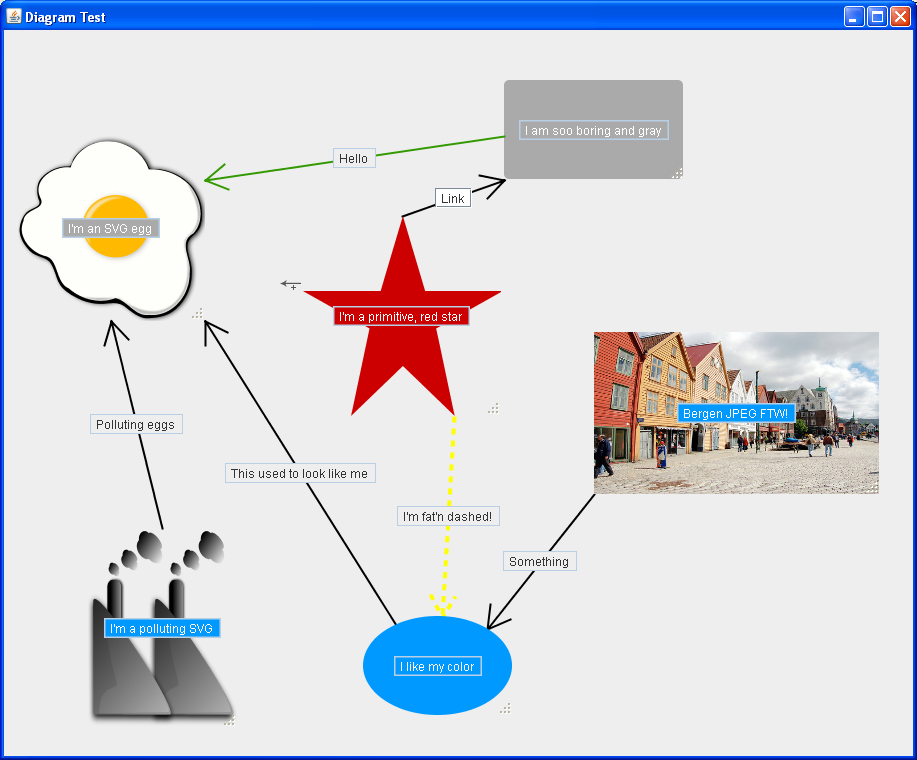 Diagram Test
I am soo boring and gray
Hello
Link
I'm an SVG egg
I'm a primitive, red star
Bergen JPEG FTW!
Polluting eggs
This used to look like me
I'm fat'n dashed!
Something
I'm a polluting SVG
I like my color